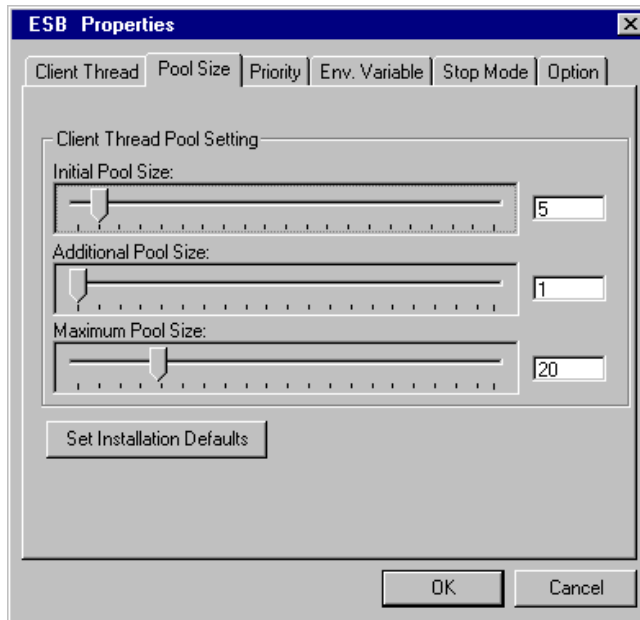 ESB Properties
Client Thread Pool Size Priority Env. Variable Stop Mode Option
Client Thread Pool Setting
Initial Pool Size:
5
Additional Pool Size:
1
Maximum Pool Size:
20
Set Installation Defaults
OK Cancel